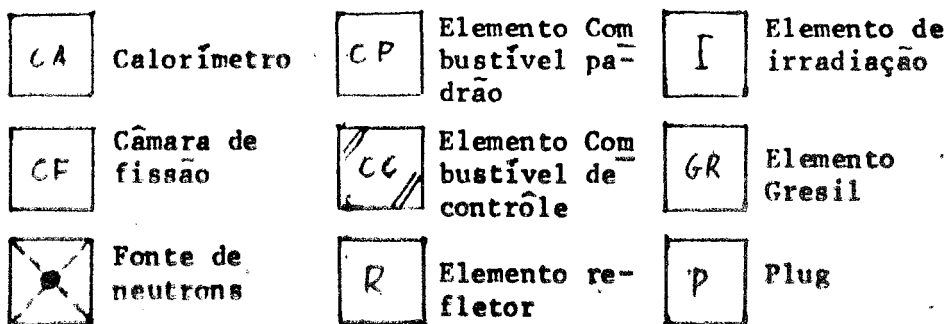 CA Calorímetro
CP Elemento Com
bustível pa-
drão
I Elemento de
irradiação
CF Câmara de
fissão
CC Elemento Com
bustível de
contrôle
GR Elemento
Gresil
Fonte de
neutrons
R Elemento re-
fletor
P Plug